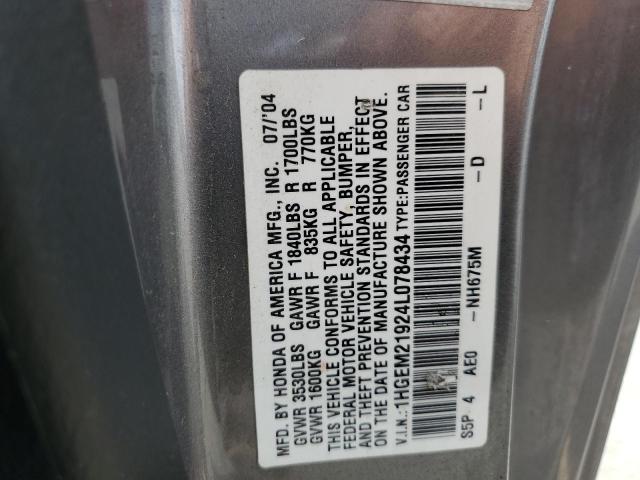 MFD. BY HONDA OF AMERICA MFG., INC. 07/'04
GVWR 3530LBS GAWR F 1840LBS R 1700LBS
GVWR 1600KG GAWR F 835KG R 770KG
THIS VEHICLE CONFORMS TO ALL APPLICABLE
FEDERAL MOTOR VEHICLE SAFETY, BUMPER,
AND THEFT PREVENTION STANDARDS IN EFFECT
ON THE DATE OF MANUFACTURE SHOWN ABOVE.
V.I.N.:1HGEM21924L078434 TYPE:PASSENGER CAR
S5P 4 AE0 -NH675M -D -L